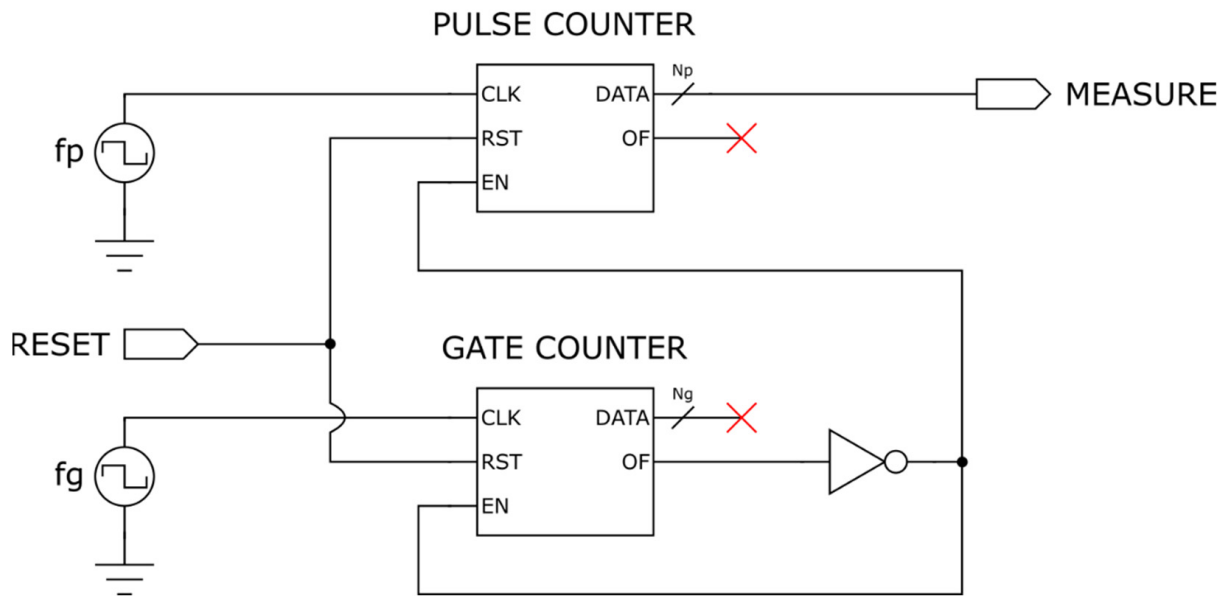 PULSE COUNTER
CLK
DATA
Np
MEASURE
RST
OF
EN
fp
RESET
GATE COUNTER
CLK
DATA
Ng
RST
OF
EN
fg